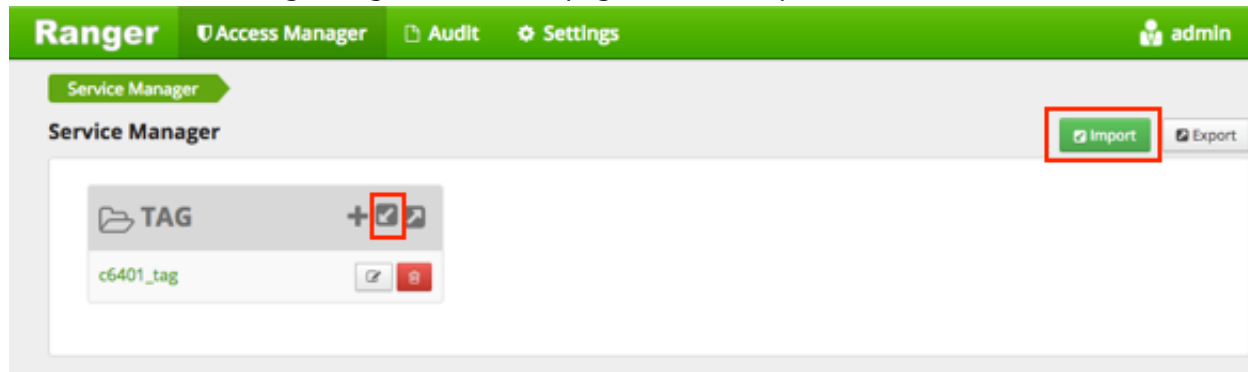 Ranger Access Manager Audit Settings admin
Service Manager
Service Manager Import Export
TAG
c6401_tag